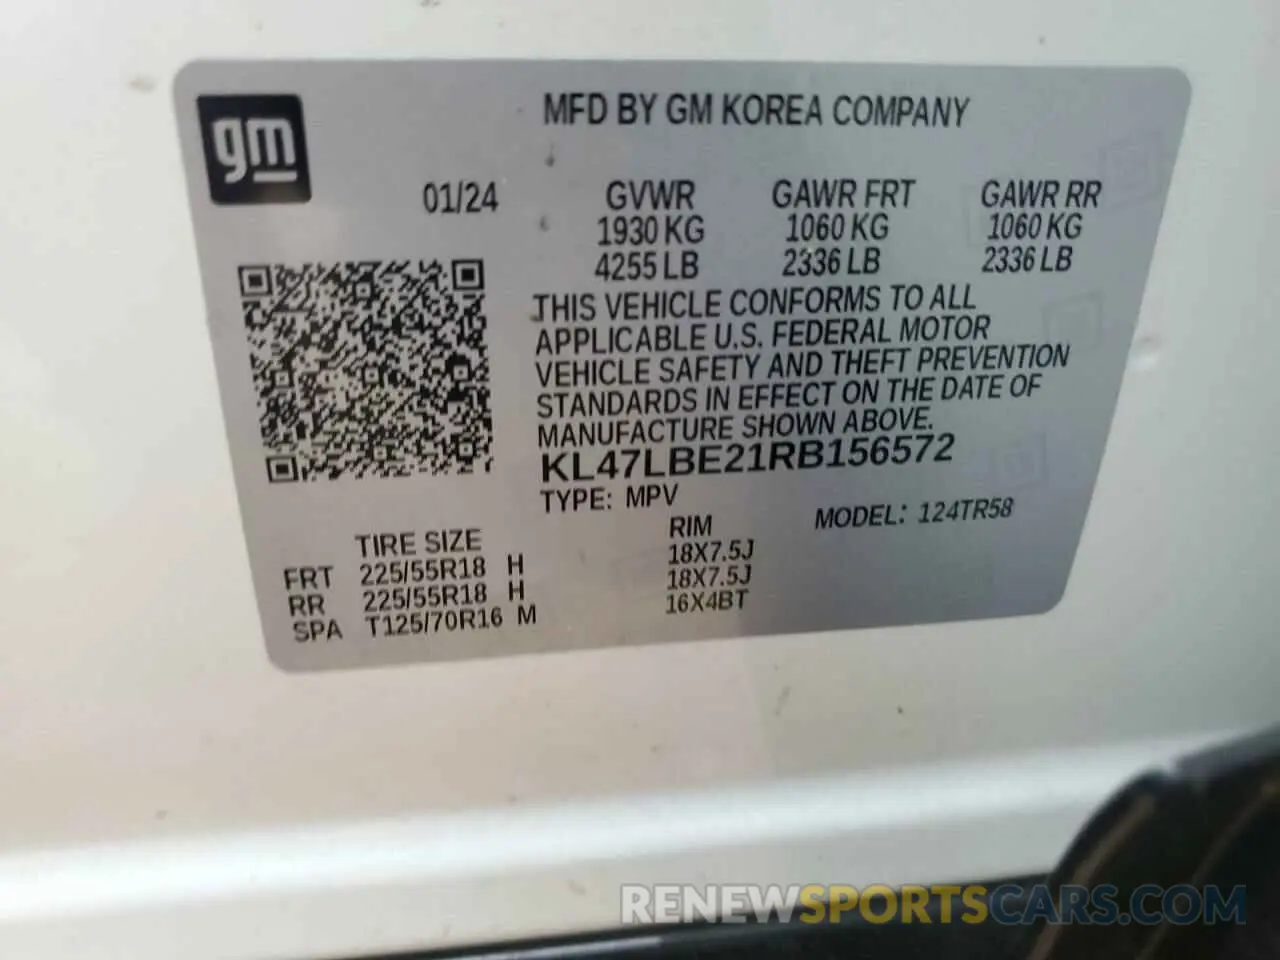 gm
MFD BY GM KOREA COMPANY
01/24 GVWR GAWR FRT GAWR RR
1930 KG 1060 KG 1060 KG
4255 LB 2336 LB 2336 LB
THIS VEHICLE CONFORMS TO ALL
APPLICABLE U.S. FEDERAL MOTOR
VEHICLE SAFETY AND THEFT PREVENTION
STANDARDS IN EFFECT ON THE DATE OF
MANUFACTURE SHOWN ABOVE.
KL47LBE21RB156572
TYPE: MPV MODEL: 124TR58
TIRE SIZE RIM
FRT 225/55R18 H 18X7.5J
RR 225/55R18 H 18X7.5J
SPA T125/70R16 M 16X4BT
RENEWSPORTSCARS.COM